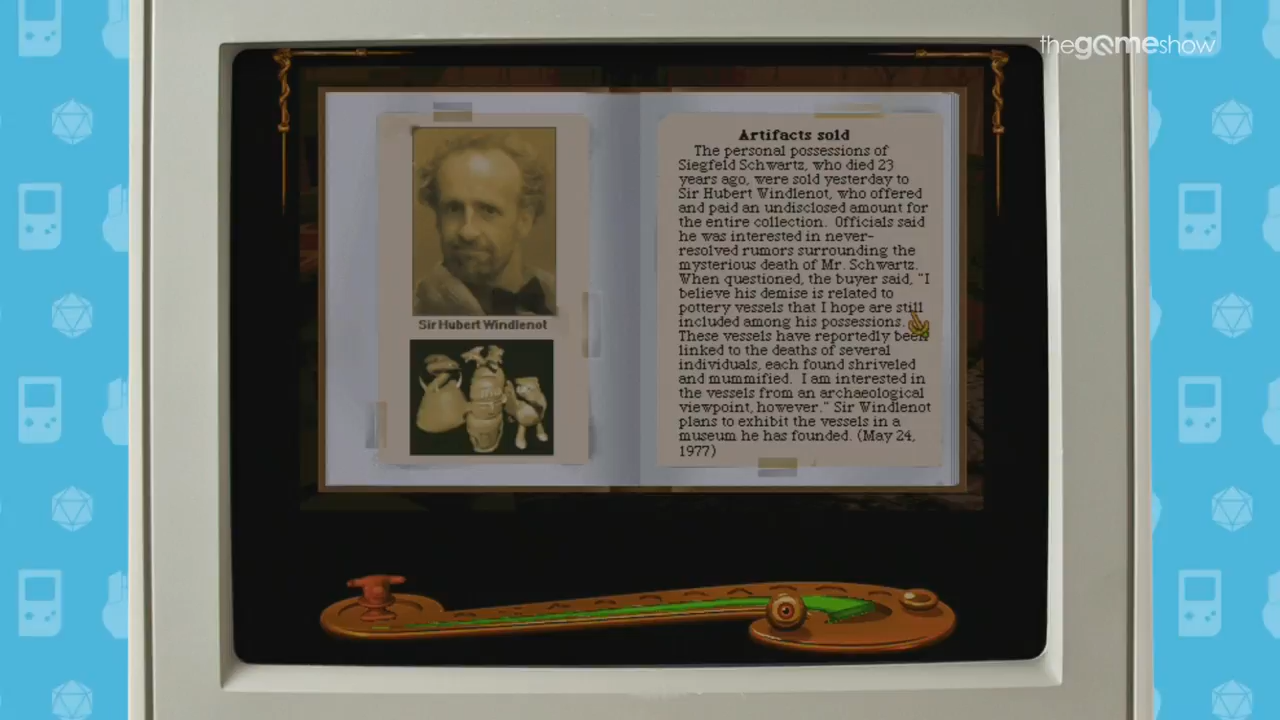 thegameshow
Sir Hubert Windlenot
Artifacts sold
The personal possessions of
Siegfeld Schwartz, who died 23
years ago, were sold yesterday to
Sir Hubert Windlenot, who offered
and paid an undisclosed amount for
the entire collection. Officials said
he was interested in never-
resolved rumors surrounding the
mysterious death of Mr. Schwartz.
When questioned, the buyer said, "I
believe his demise is related to
pottery vessels that I hope are still
included among his possessions.
These vessels have reportedly been
linked to the deaths of several
individuals, each found shriveled
and mummified. I am interested in
the vessels from an archaeological
viewpoint, however." Sir Windlenot
plans to exhibit the vessels in a
museum he has founded. (May 24,
1977)